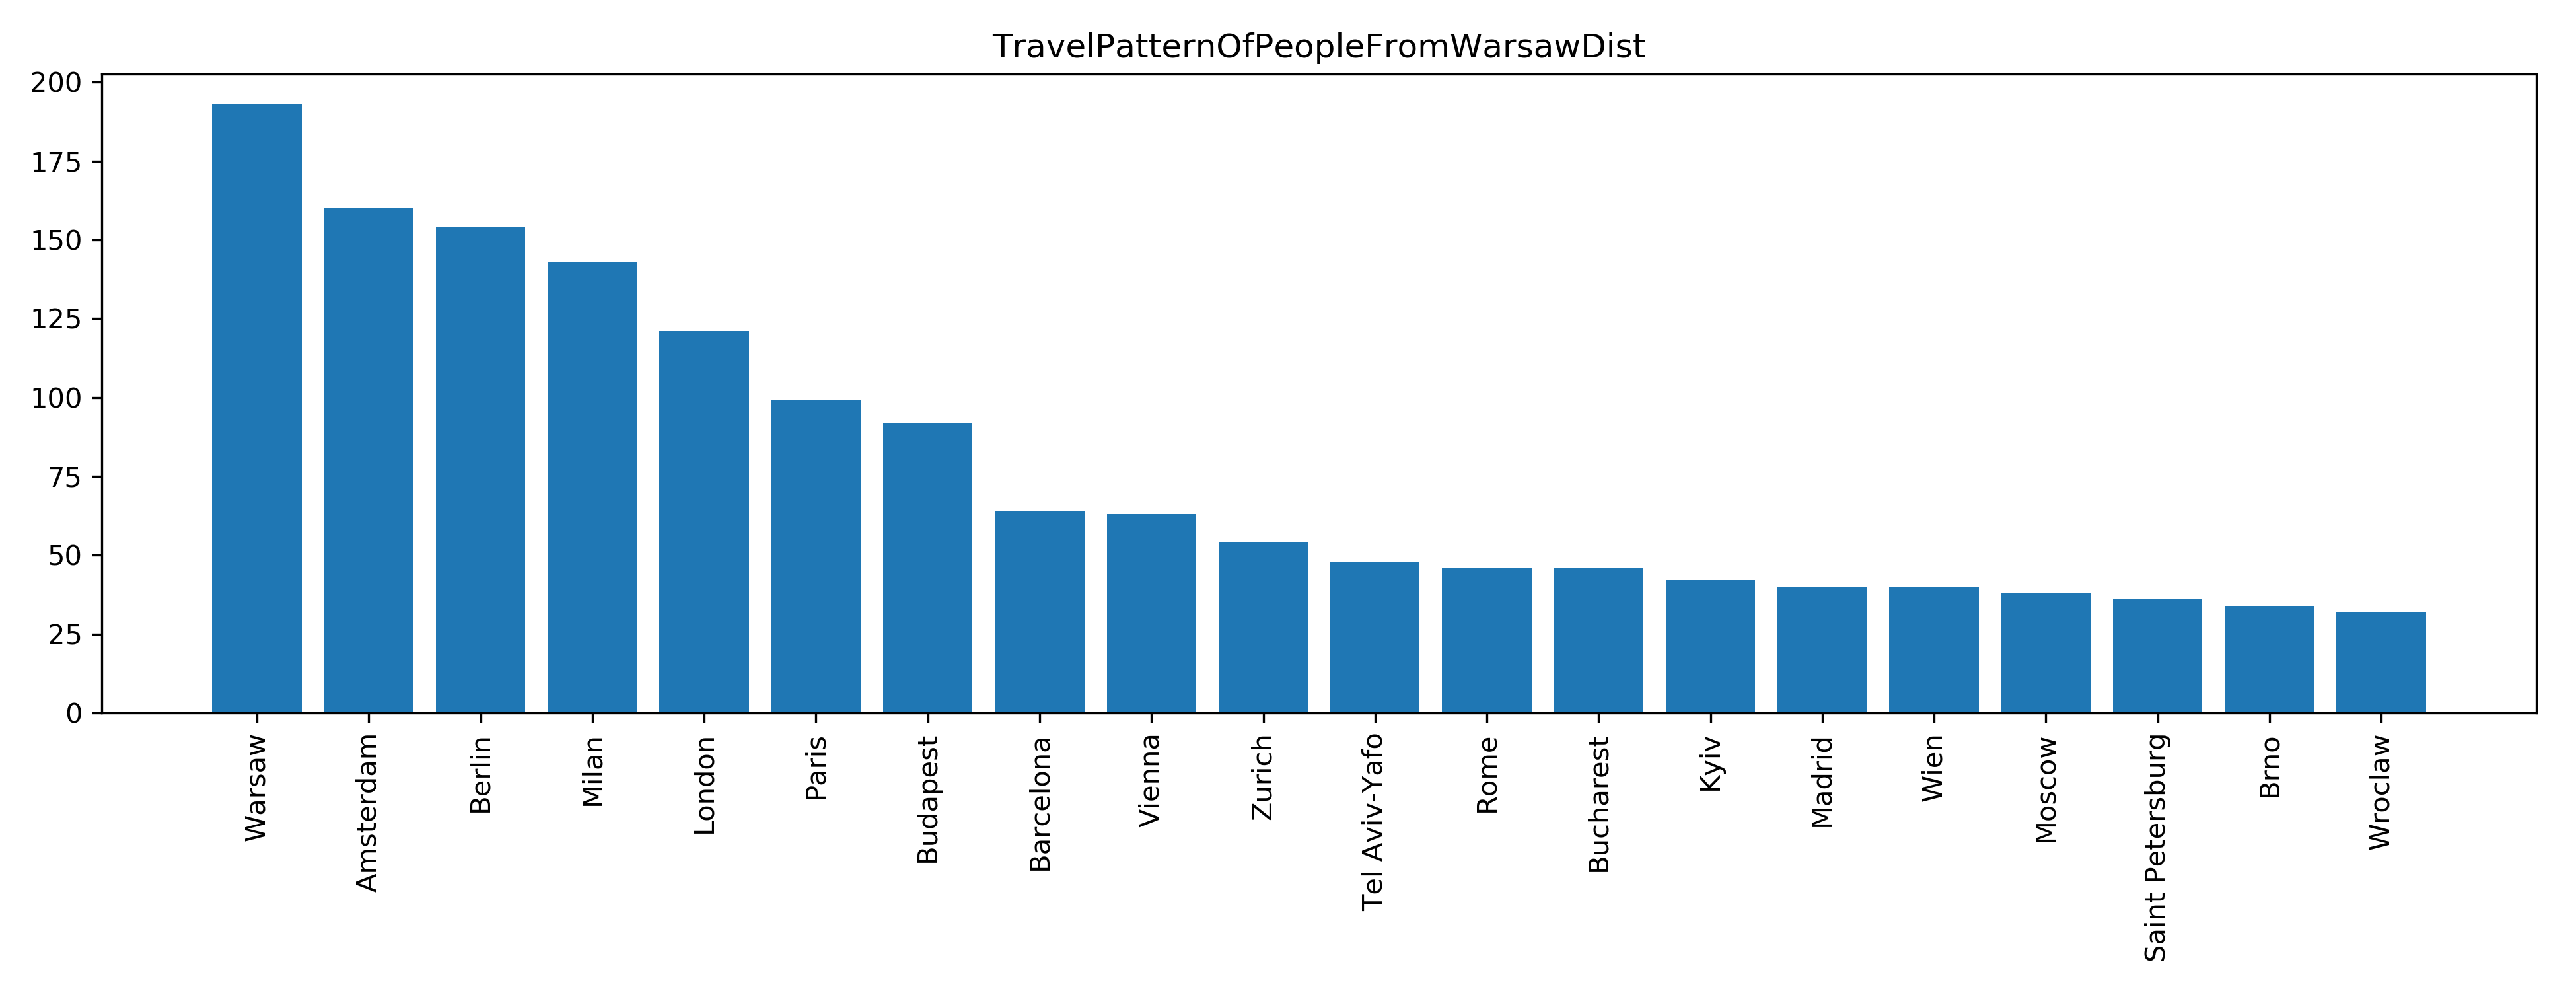 TravelPatternOfPeopleFromWarsawDist
200
175
150
125
100
75
50
25
0
Warsaw
Amsterdam
Berlin
Milan
London
Paris
Budapest
Barcelona
Vienna
Zurich
Tel Aviv-Yafo
Rome
Bucharest
Kyiv
Madrid
Wien
Moscow
Saint Petersburg
Brno
Wroclaw